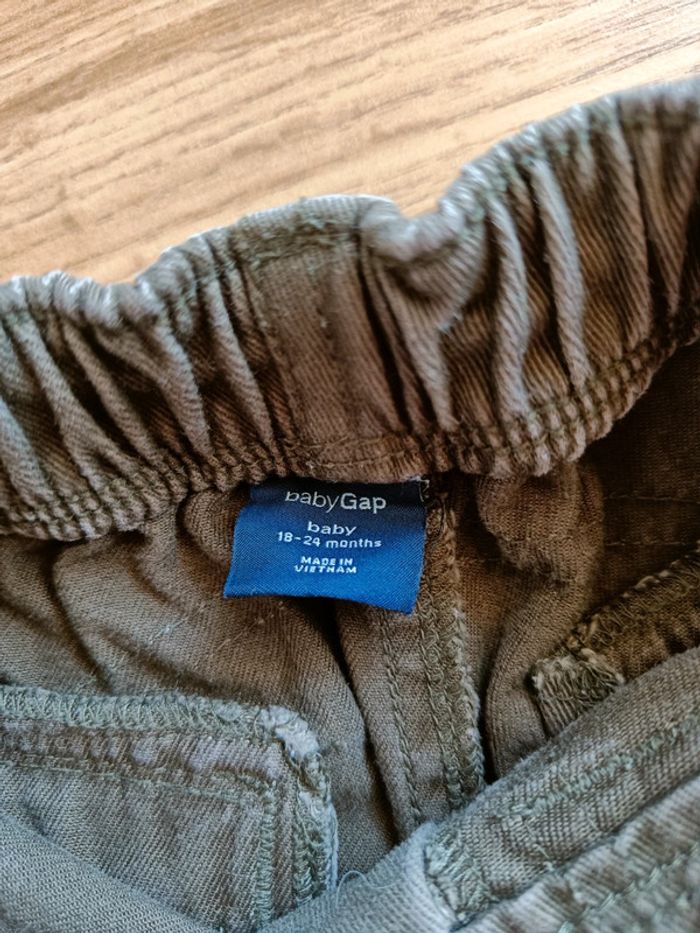 babyGap
baby
18-24 months
MADE IN
VIETNAM